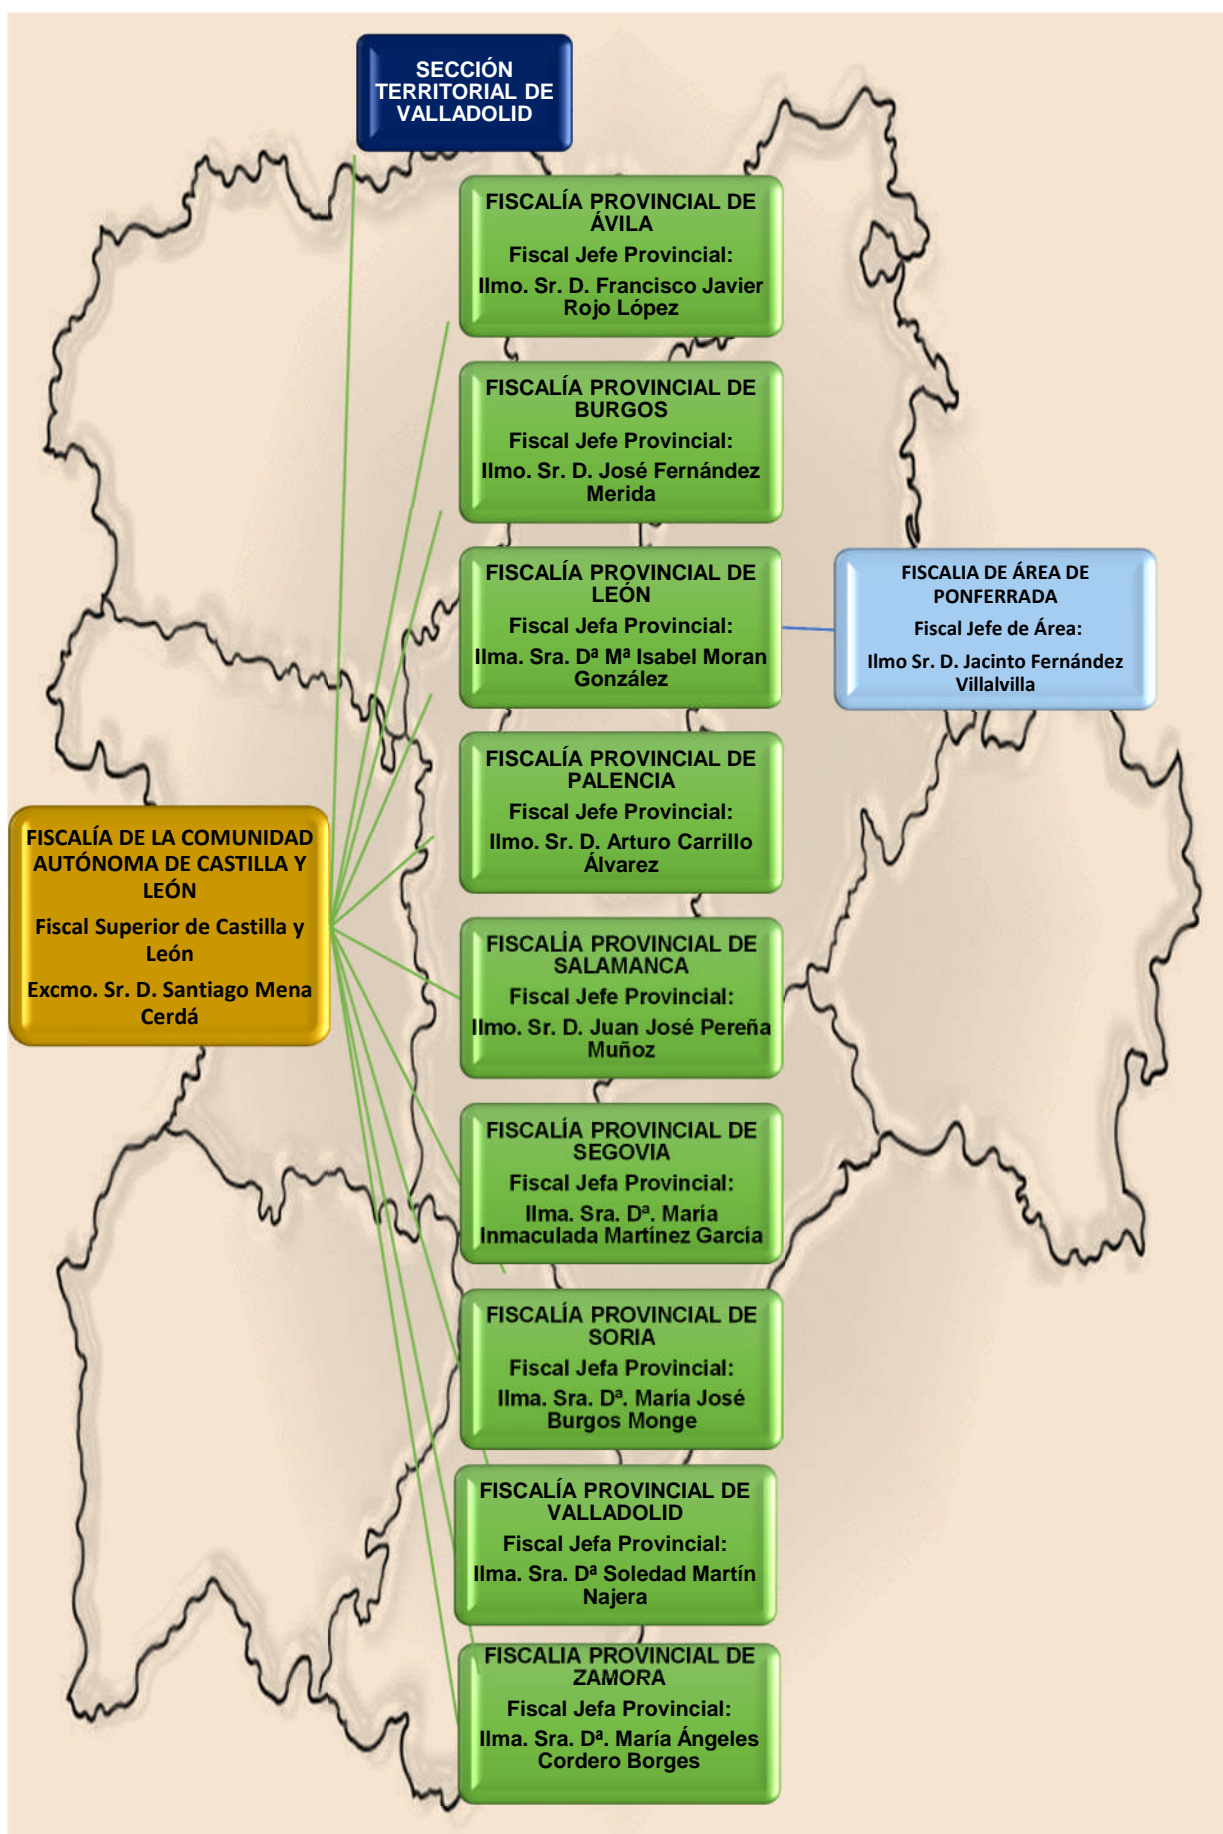 SECCIÓN
TERRITORIAL DE
VALLADOLID
FISCALÍA PROVINCIAL DE
ÁVILA
Fiscal Jefe Provincial:
Ilmo. Sr. D. Francisco Javier
Rojo López
FISCALÍA PROVINCIAL DE
BURGOS
Fiscal Jefe Provincial:
Ilmo. Sr. D. José Fernández
Merida
FISCALÍA PROVINCIAL DE
LEÓN
Fiscal Jefa Provincial:
Ilma. Sra. Dª Mª Isabel Moran
González
FISCALIA DE ÁREA DE
PONFERRADA
Fiscal Jefe de Área:
Ilmo Sr. D. Jacinto Fernández
Villalvilla
FISCALÍA PROVINCIAL DE
PALENCIA
Fiscal Jefe Provincial:
Ilmo. Sr. D. Arturo Carrillo
Álvarez
FISCALÍA DE LA COMUNIDAD
AUTÓNOMA DE CASTILLA Y
LEÓN
Fiscal Superior de Castilla y
León
Excmo. Sr. D. Santiago Mena
Cerdá
FISCALÍA PROVINCIAL DE
SALAMANCA
Fiscal Jefe Provincial:
Ilmo. Sr. D. Juan José Pereña
Muñoz
FISCALÍA PROVINCIAL DE
SEGOVIA
Fiscal Jefa Provincial:
Ilma. Sra. Dª. María
Inmaculada Martínez García
FISCALÍA PROVINCIAL DE
SORIA
Fiscal Jefa Provincial:
Ilma. Sra. Dª. María José
Burgos Monge
FISCALÍA PROVINCIAL DE
VALLADOLID
Fiscal Jefa Provincial:
Ilma. Sra. Dª Soledad Martín
Najera
FISCALIA PROVINCIAL DE
ZAMORA
Fiscal Jefa Provincial:
Ilma. Sra. Dª. María Ángeles
Cordero Borges